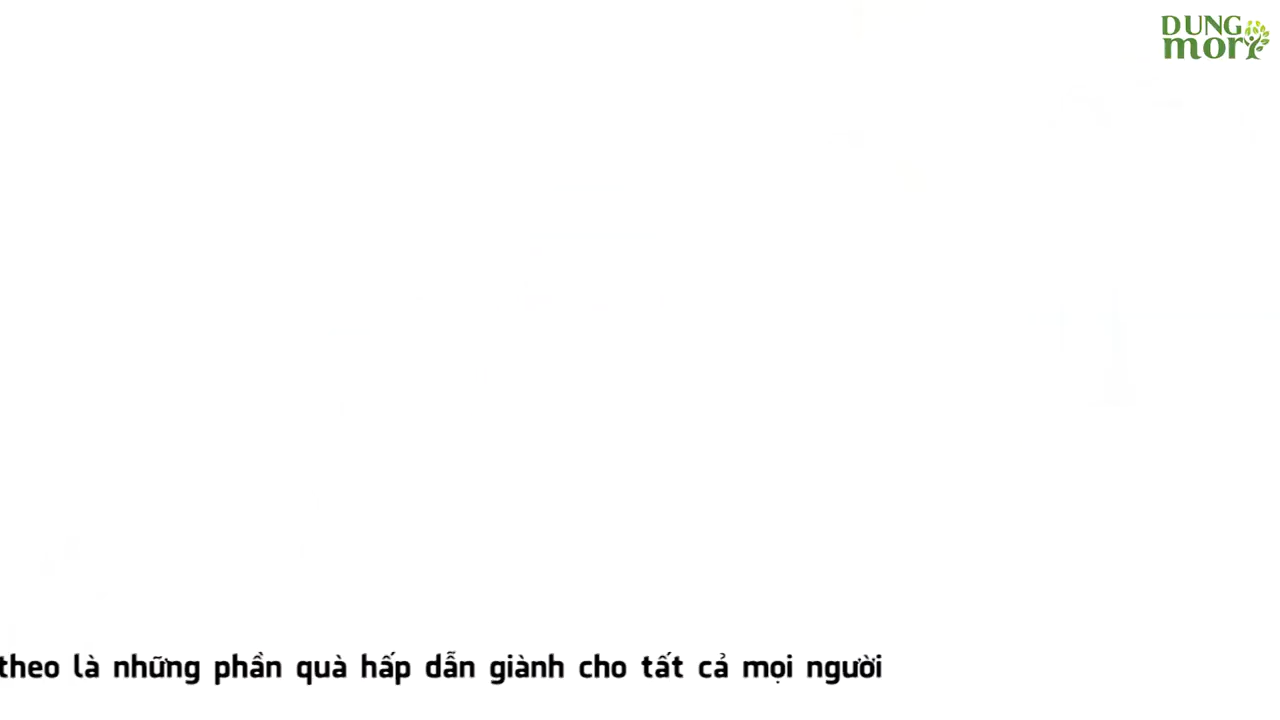 DUNG
mori
theo là những phần quà hấp dẫn giành cho tất cả mọi người